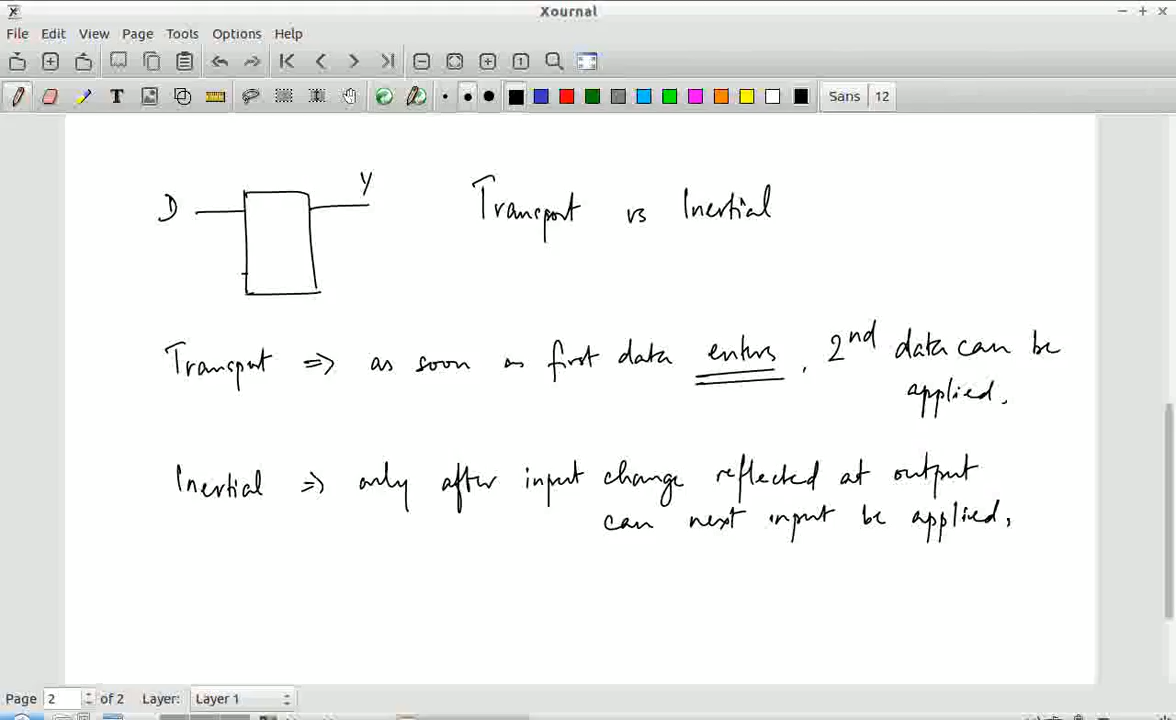 Xournal
File Edit View Page Tools Options Help
Sans 12
D
Y
Transport vs Inertial
Transport => as soon as first data enters, 2nd data can be
applied.
Inertial => only after input change reflected at output
can next input be applied.
Page 2 of 2 Layer: Layer 1